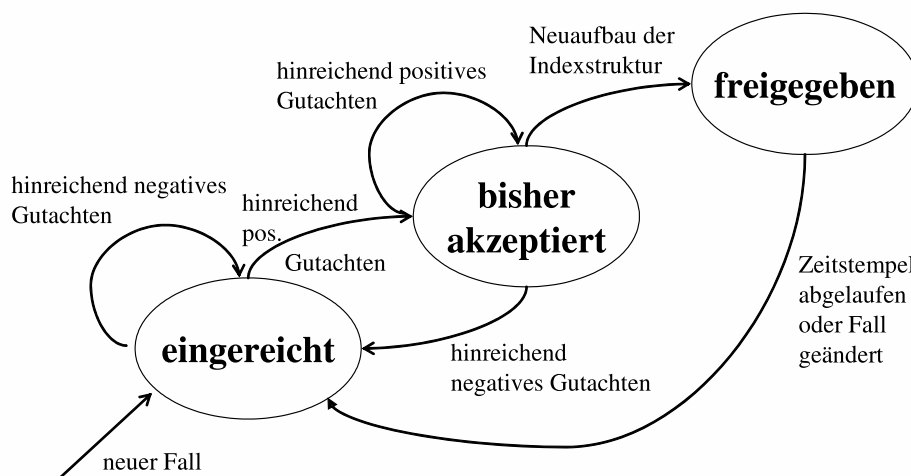 Neuaufbau der
Indexstruktur
freigegeben
hinreichend positives
Gutachten
bisher
akzeptiert
hinreichend negatives
Gutachten
hinreichend
pos.
Gutachten
Zeitstempel
abgelaufen
oder Fall
geändert
eingereicht
hinreichend
negatives Gutachten
neuer Fall